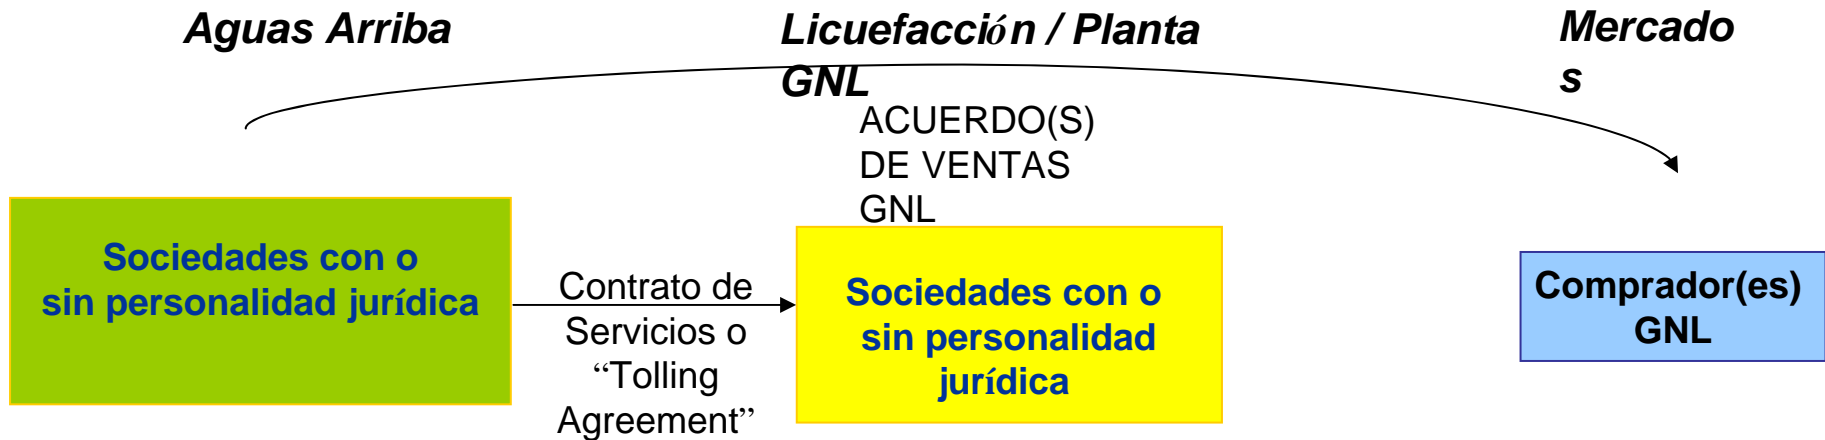 Aguas Arriba
Licuefacción / Planta
GNL
Mercado
s
ACUERDO(S)
DE VENTAS
GNL
Sociedades con o
sin personalidad jurídica
Contrato de
Servicios o
“Tolling
Agreement”
Sociedades con o
sin personalidad
jurídica
Comprador(es)
GNL